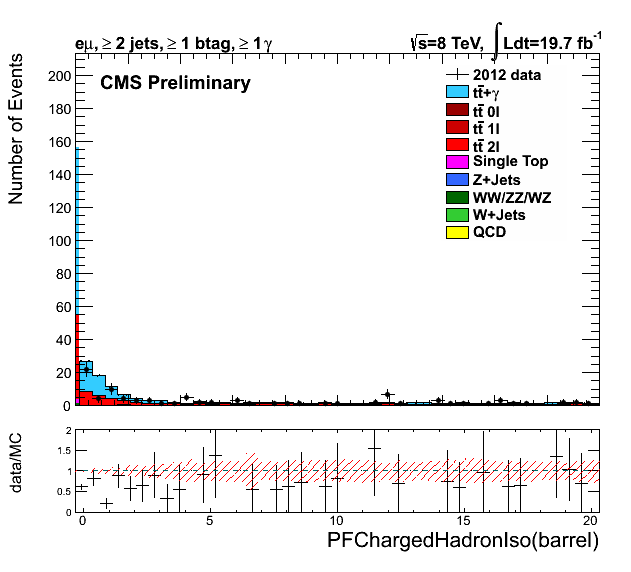 eμ, ≥ 2 jets, ≥ 1 btag, ≥ 1 γ
√s=8 TeV, ∫ Ldt=19.7 fb⁻¹
CMS Preliminary
2012 data
tt̄+γ
tt̄ 0l
tt̄ 1l
tt̄ 2l
Single Top
Z+Jets
WW/ZZ/WZ
W+Jets
QCD
Number of Events
200
180
160
140
120
100
80
60
40
20
0
data/MC
2
1.5
1
0.5
0
0 5 10 15 20
PFChargedHadronIso(barrel)